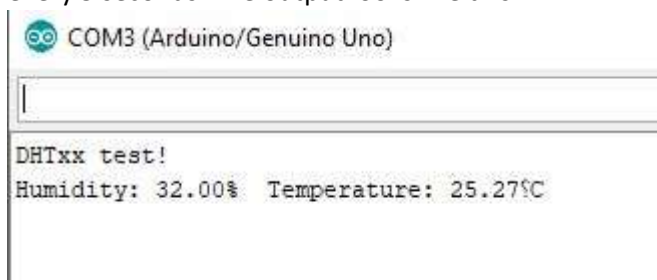 COM3 (Arduino/Genuino Uno)
DHTxx test!
Humidity: 32.00% Temperature: 25.27°C